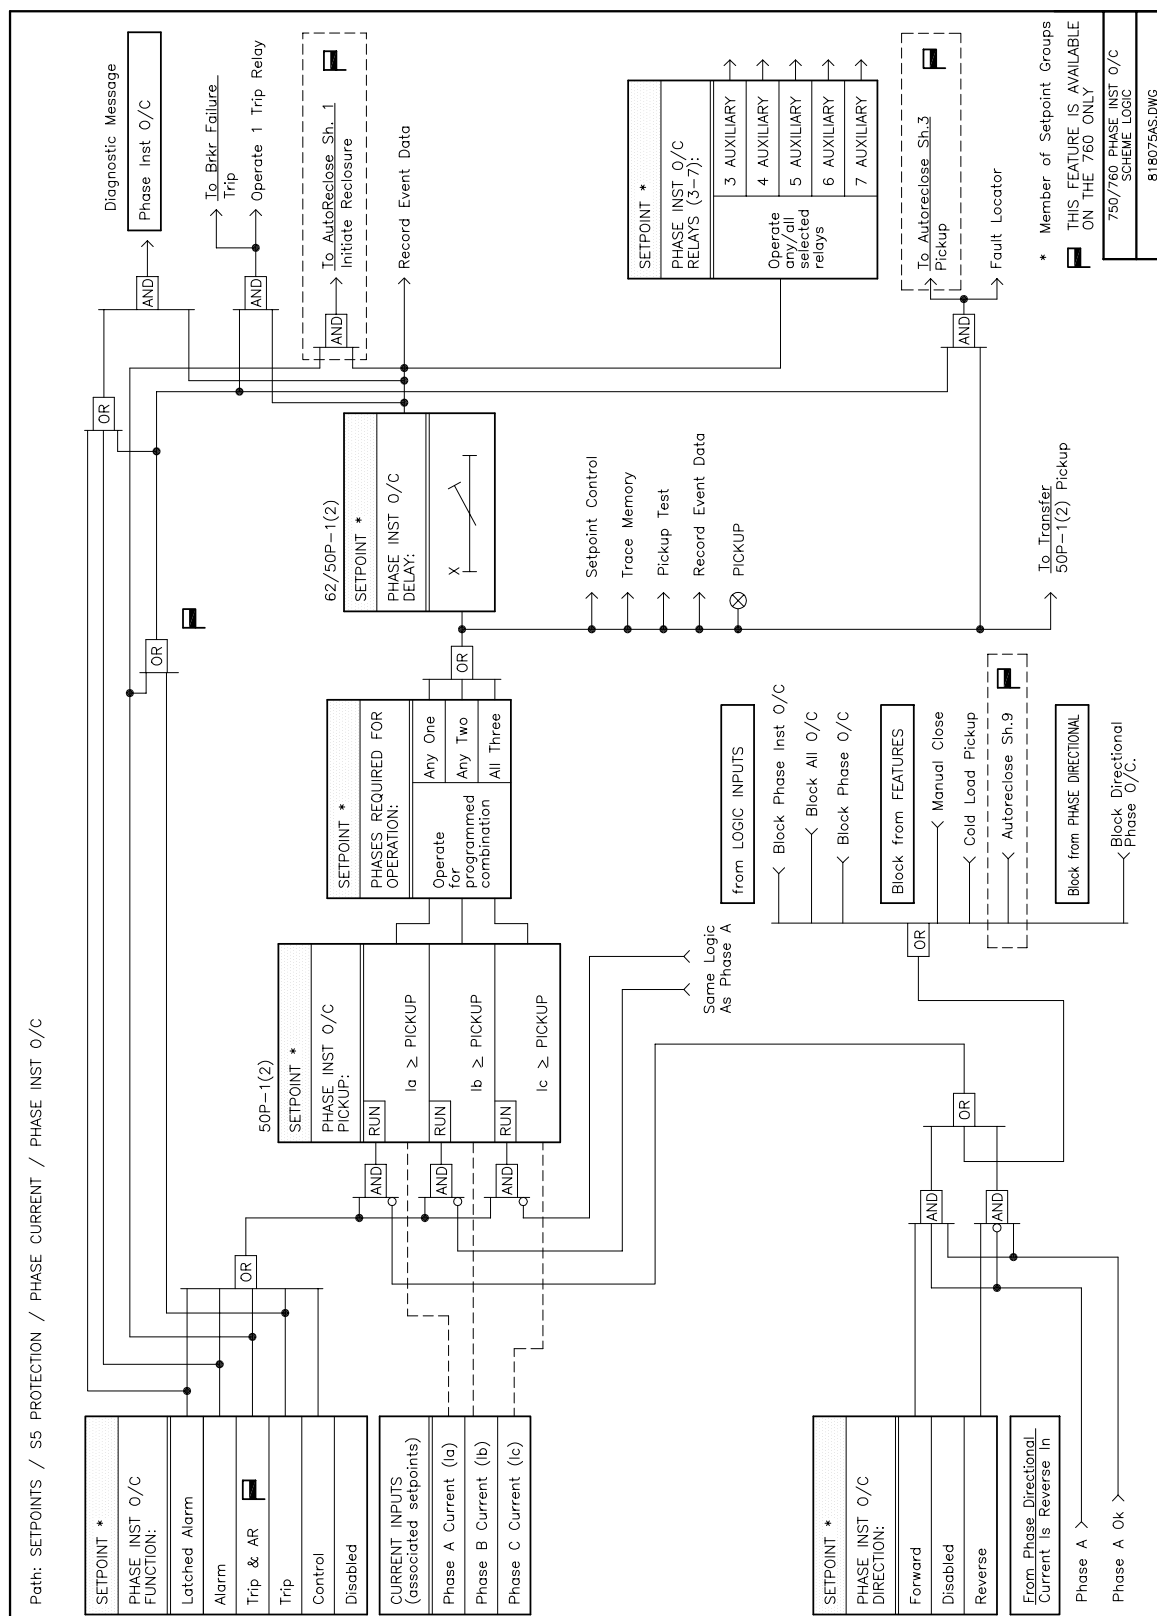 Path: SETPOINTS / S5 PROTECTION / PHASE CURRENT / PHASE INST O/C
SETPOINT *
PHASE INST O/C
FUNCTION:
Latched Alarm
Alarm
Trip & AR
Trip
Control
Disabled
CURRENT INPUTS
(associated setpoints)
Phase A Current (Ia)
Phase B Current (Ib)
Phase C Current (Ic)
SETPOINT *
PHASE INST O/C
DIRECTION:
Forward
Disabled
Reverse
From Phase Directional
Current Is Reverse In
Phase A
Phase A Ok
OR
AND
AND
AND
AND
AND
OR
50P-1(2)
SETPOINT *
PHASE INST O/C
PICKUP:
RUN
Ia ≥ PICKUP
RUN
Ib ≥ PICKUP
RUN
Ic ≥ PICKUP
Same Logic
As Phase A
OR
SETPOINT *
PHASES REQUIRED FOR
OPERATION:
Operate
for
programmed
combination
Any One
Any Two
All Three
from LOGIC INPUTS
Block Phase Inst O/C
Block All O/C
Block Phase O/C
Block from FEATURES
Manual Close
Cold Load Pickup
Autoreclose Sh.9
Block from PHASE DIRECTIONAL
Block Directional
Phase O/C.
OR
OR
62/50P-1(2)
SETPOINT *
PHASE INST O/C
DELAY:
X
Setpoint Control
Trace Memory
Pickup Test
Record Event Data
PICKUP
To Transfer
50P-1(2) Pickup
OR
AND
AND
AND
AND
Diagnostic Message
Phase Inst O/C
To Brkr Failure
Trip
Operate 1 Trip Relay
To AutoReclose Sh. 1
Initiate Reclosure
Record Event Data
SETPOINT *
PHASE INST O/C
RELAYS (3-7):
Operate
any/all
selected
relays
3 AUXILIARY
4 AUXILIARY
5 AUXILIARY
6 AUXILIARY
7 AUXILIARY
To Autoreclose Sh.3
Pickup
Fault Locator
* Member of Setpoint Groups
THIS FEATURE IS AVAILABLE
ON THE 760 ONLY
750/760 PHASE INST O/C
SCHEME LOGIC
818075AS.DWG